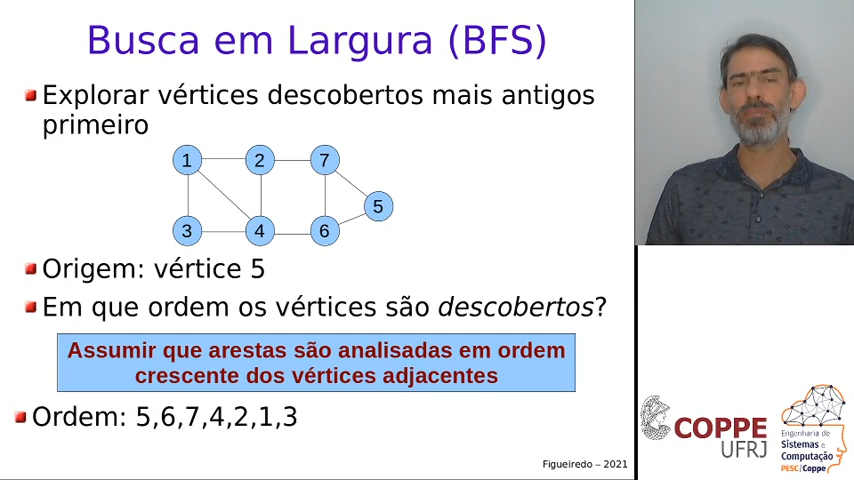 Busca em Largura (BFS)
Explorar vértices descobertos mais antigos
primeiro
1 2 7
5
3 4 6
Origem: vértice 5
Em que ordem os vértices são descobertos?
Assumir que arestas são analisadas em ordem
crescente dos vértices adjacentes
Ordem: 5,6,7,4,2,1,3
Figueiredo – 2021
COPPE
UFRJ
Engenharia de
Sistemas e
Computação
PESC/Coppe